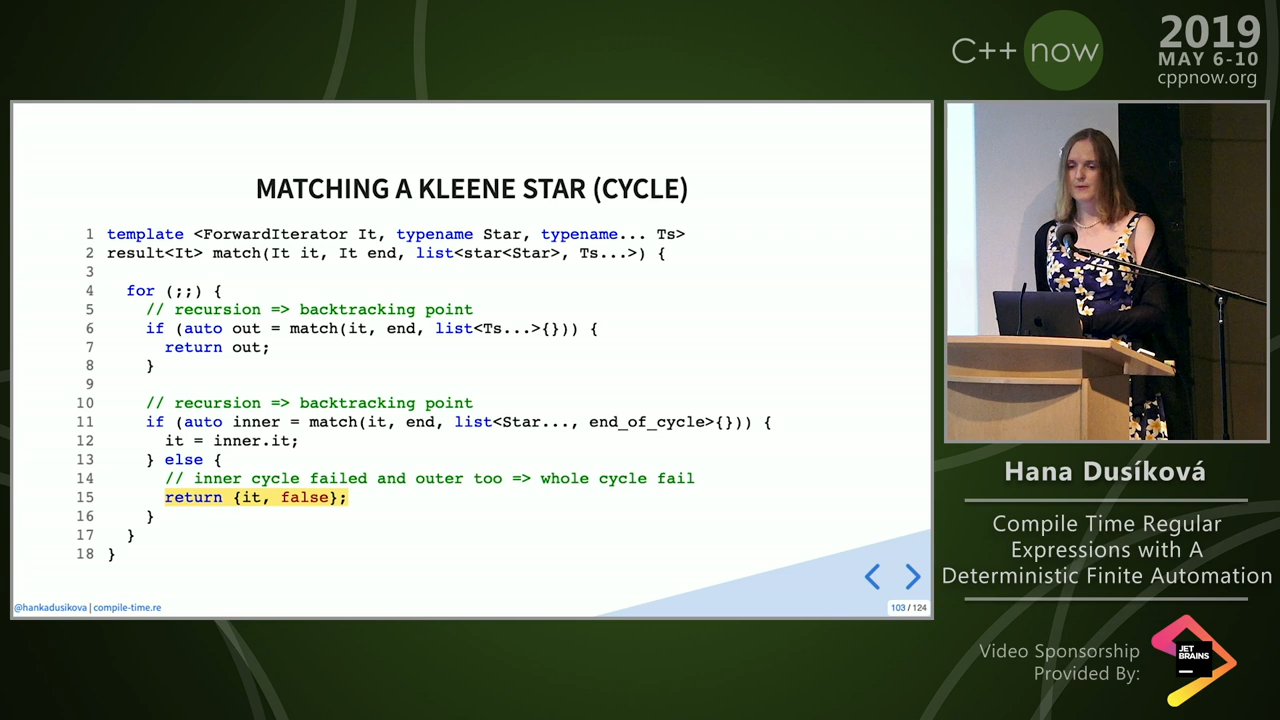 C++ now
2019
MAY 6-10
cppnow.org
MATCHING A KLEENE STAR (CYCLE)
1 template <ForwardIterator It, typename Star, typename... Ts>
2 result<It> match(It it, It end, list<star<Star>, Ts...>) {
3
4 for (;;) {
5 // recursion => backtracking point
6 if (auto out = match(it, end, list<Ts...>{})) {
7 return out;
8 }
9
10 // recursion => backtracking point
11 if (auto inner = match(it, end, list<Star..., end_of_cycle>{})) {
12 it = inner.it;
13 } else {
14 // inner cycle failed and outer too => whole cycle fail
15 return {it, false};
16 }
17 }
18 }
@hankadusikova | compile-time.re
103 / 124
Hana Dusíková
Compile Time Regular
Expressions with A
Deterministic Finite Automation
Video Sponsorship
Provided By:
JET
BRAINS